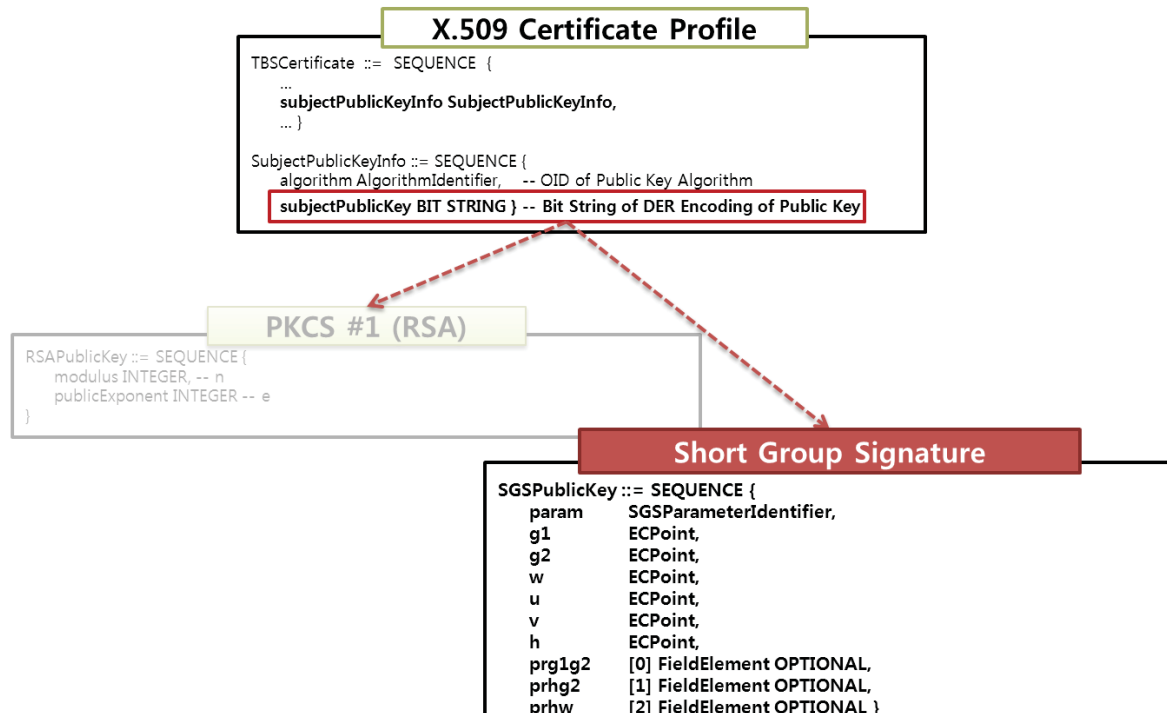 X.509 Certificate Profile
TBSCertificate ::= SEQUENCE {
...
subjectPublicKeyInfo SubjectPublicKeyInfo,
... }
SubjectPublicKeyInfo ::= SEQUENCE {
algorithm AlgorithmIdentifier, -- OID of Public Key Algorithm
subjectPublicKey BIT STRING } -- Bit String of DER Encoding of Public Key
PKCS #1 (RSA)
RSAPublicKey ::= SEQUENCE {
modulus INTEGER, -- n
publicExponent INTEGER -- e
}
Short Group Signature
SGSPublicKey ::= SEQUENCE {
param SGSParameterIdentifier,
g1 ECPoint,
g2 ECPoint,
w ECPoint,
u ECPoint,
v ECPoint,
h ECPoint,
prg1g2 [0] FieldElement OPTIONAL,
prhg2 [1] FieldElement OPTIONAL,
prhw [2] FieldElement OPTIONAL }